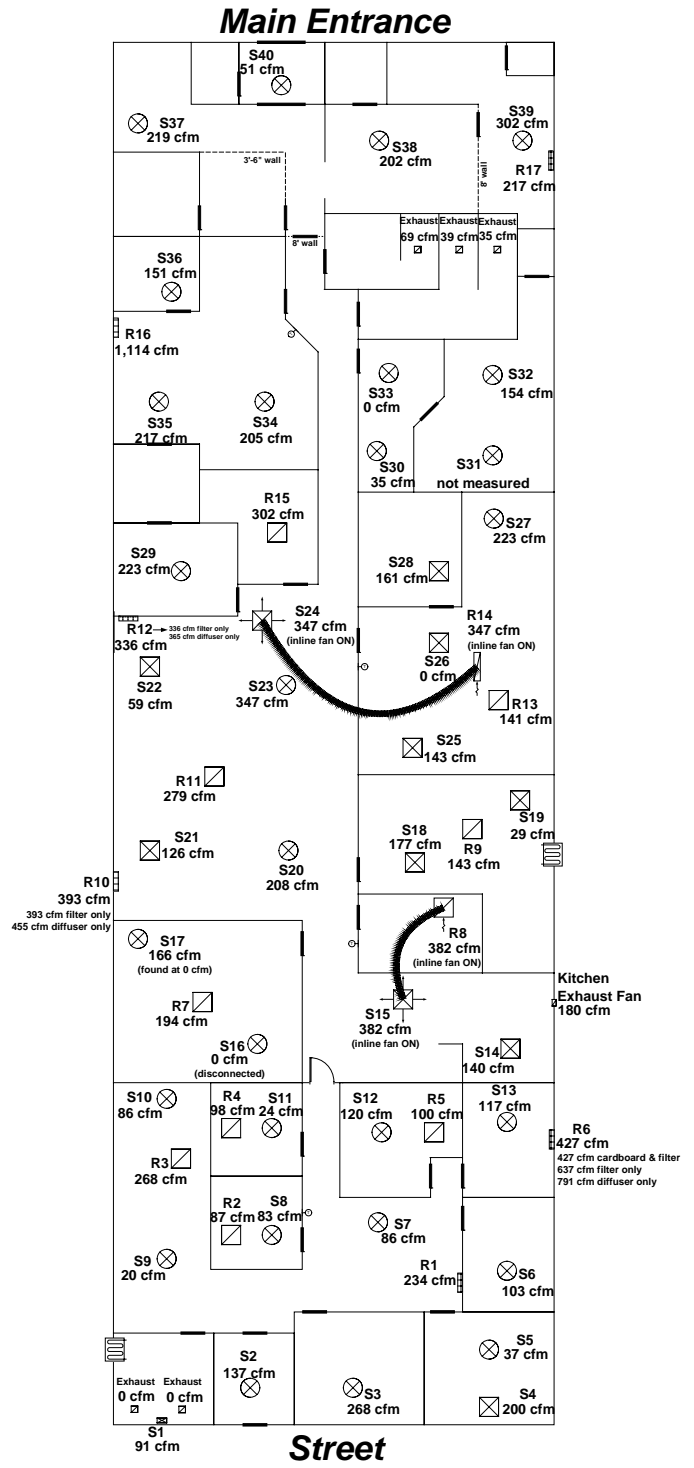 Main Entrance
S40
51 cfm
S37
219 cfm
S39
302 cfm
S38
202 cfm
R17
217 cfm
3'-6" wall
8' wall
Exhaust
69 cfm
Exhaust
39 cfm
Exhaust
35 cfm
8' wall
S36
151 cfm
R16
1,114 cfm
S33
0 cfm
S32
154 cfm
S35
217 cfm
S34
205 cfm
S30
35 cfm
S31
not measured
R15
302 cfm
S27
223 cfm
S29
223 cfm
S28
161 cfm
S24
347 cfm
(inline fan ON)
R14
347 cfm
(inline fan ON)
R12
336 cfm
336 cfm filter only
365 cfm diffuser only
S26
0 cfm
S22
59 cfm
S23
347 cfm
R13
141 cfm
S25
143 cfm
R11
279 cfm
S19
29 cfm
S18
177 cfm
R9
143 cfm
S21
126 cfm
S20
208 cfm
R10
393 cfm
393 cfm filter only
455 cfm diffuser only
S17
166 cfm
(found at 0 cfm)
R8
382 cfm
(inline fan ON)
R7
194 cfm
Kitchen
Exhaust Fan
180 cfm
S15
382 cfm
(inline fan ON)
S16
0 cfm
(disconnected)
S14
140 cfm
S10
86 cfm
R4
98 cfm
S11
24 cfm
S12
120 cfm
R5
100 cfm
S13
117 cfm
R6
427 cfm
427 cfm cardboard & filter
637 cfm filter only
791 cfm diffuser only
R3
268 cfm
R2
87 cfm
S8
83 cfm
S7
86 cfm
S9
20 cfm
R1
234 cfm
S6
103 cfm
S5
37 cfm
S2
137 cfm
S3
268 cfm
S4
200 cfm
Exhaust
0 cfm
Exhaust
0 cfm
S1
91 cfm
Street